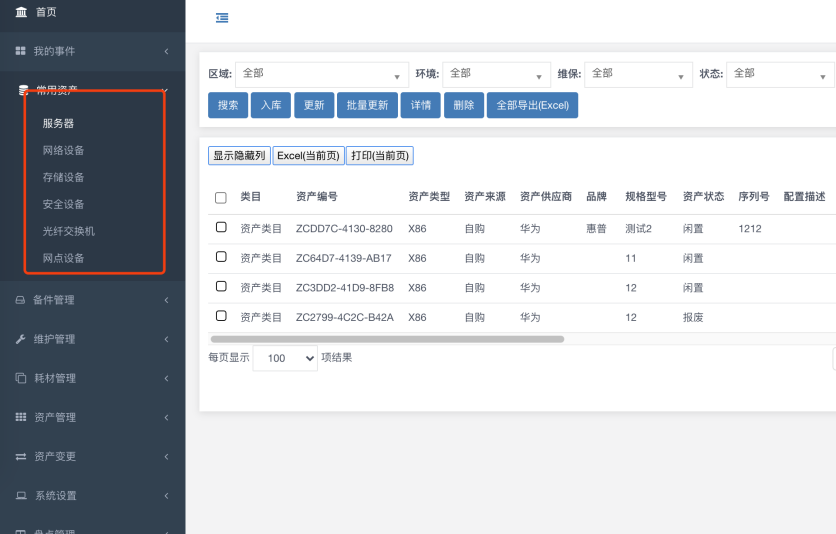 首页
我的事件
常用资产
服务器
网络设备
存储设备
安全设备
光纤交换机
网点设备
备件管理
维护管理
耗材管理
资产管理
资产变更
系统设置
盘点管理
区域: 全部 环境: 全部 维保: 全部 状态: 全部
搜索 入库 更新 批量更新 详情 删除 全部导出(Excel)
显示隐藏列 Excel(当前页) 打印(当前页)
类目 资产编号 资产类型 资产来源 资产供应商 品牌 规格型号 资产状态 序列号 配置描述
资产类目 ZCDD7C-4130-8280 X86 自购 华为 惠普 测试2 闲置 1212
资产类目 ZC64D7-4139-AB17 X86 自购 华为 11 闲置
资产类目 ZC3DD2-41D9-8FB8 X86 自购 华为 12 闲置
资产类目 ZC2799-4C2C-B42A X86 自购 华为 12 报废
每页显示 100 项结果